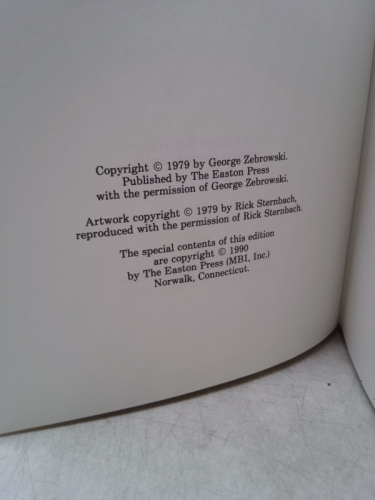 Copyright © 1979 by George Zebrowski.
Published by The Easton Press
with the permission of George Zebrowski.
Artwork copyright © 1979 by Rick Sternbach,
reproduced with the permission of Rick Sternbach.
The special contents of this edition
are copyright © 1990
by The Easton Press (MBI, Inc.)
Norwalk, Connecticut.